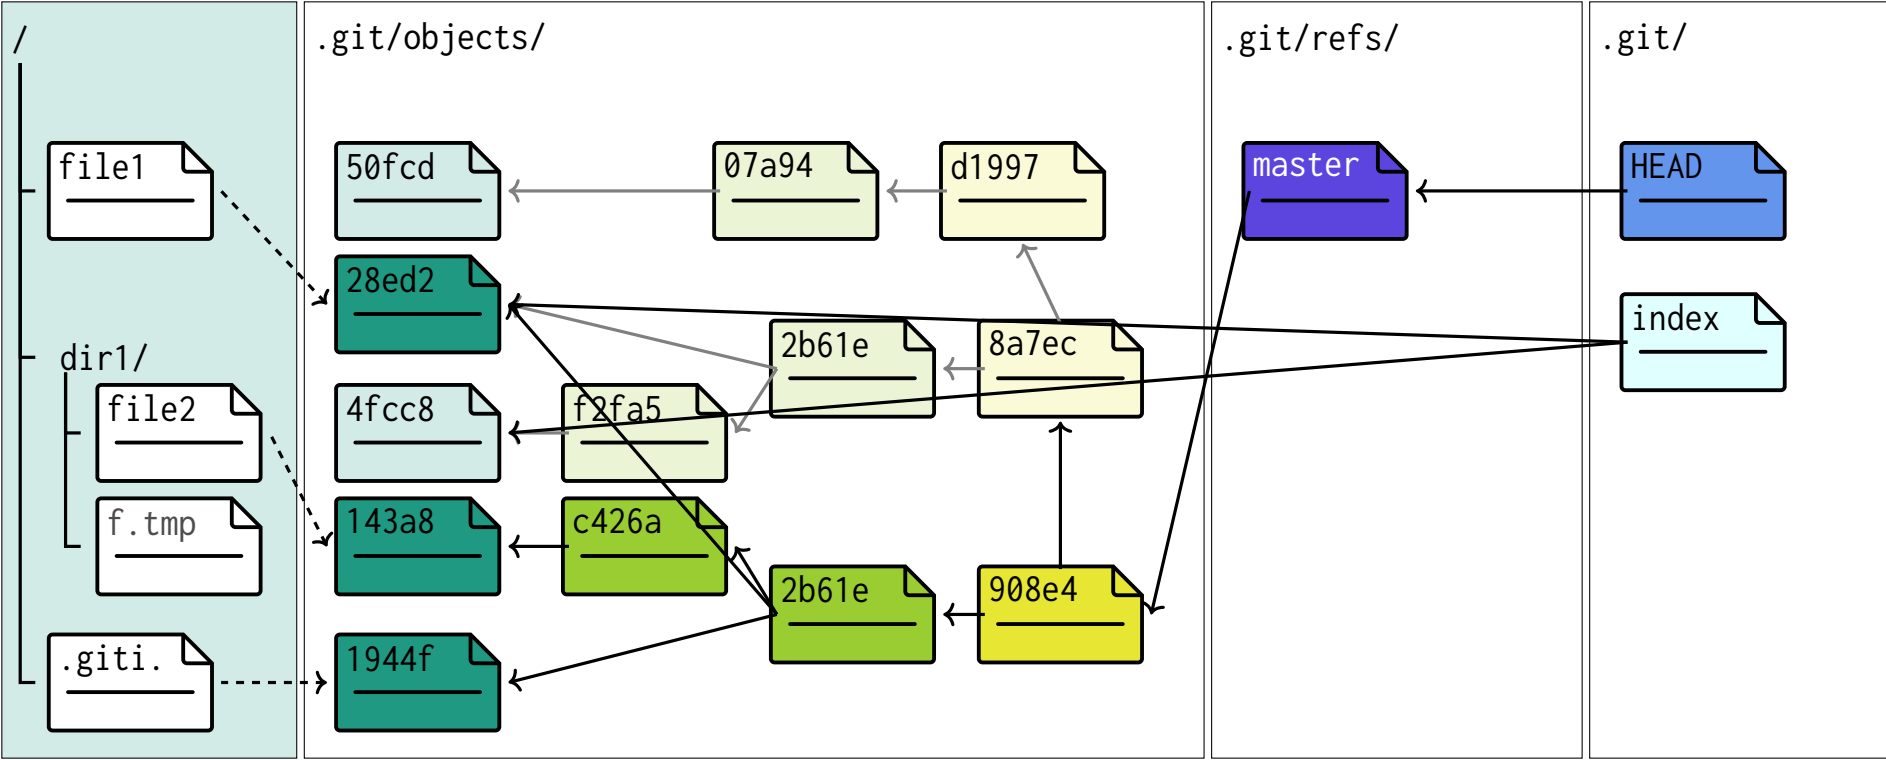 /
file1
dir1/
file2
f.tmp
.giti.
.git/objects/
50fcd
07a94
d1997
28ed2
2b61e
8a7ec
4fcc8
f2fa5
143a8
c426a
2b61e
908e4
1944f
.git/refs/
master
.git/
HEAD
index